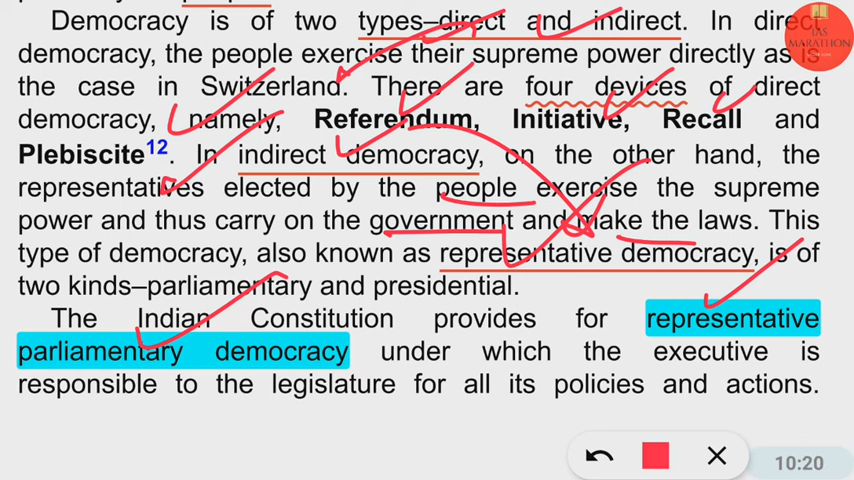 Democracy is of two types–direct and indirect. In direct
democracy, the people exercise their supreme power directly as is
the case in Switzerland. There are four devices of direct
democracy, namely, Referendum, Initiative, Recall and
Plebiscite12. In indirect democracy, on the other hand, the
representatives elected by the people exercise the supreme
power and thus carry on the government and make the laws. This
type of democracy, also known as representative democracy, is of
two kinds–parliamentary and presidential.
The Indian Constitution provides for representative
parliamentary democracy under which the executive is
responsible to the legislature for all its policies and actions.
IAS
MARATHON
10:20